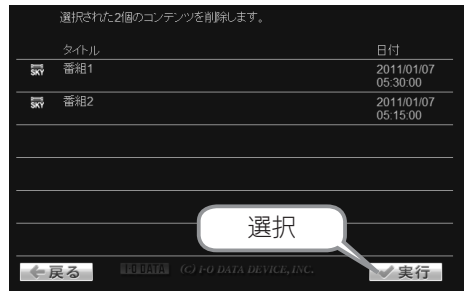 選択された2個のコンテンツを削除します。
タイトル 日付
SKY 番組1 2011/01/07
05:30:00
SKY 番組2 2011/01/07
05:15:00
選択
戻る I-O DATA (C) I-O DATA DEVICE, INC. 実行